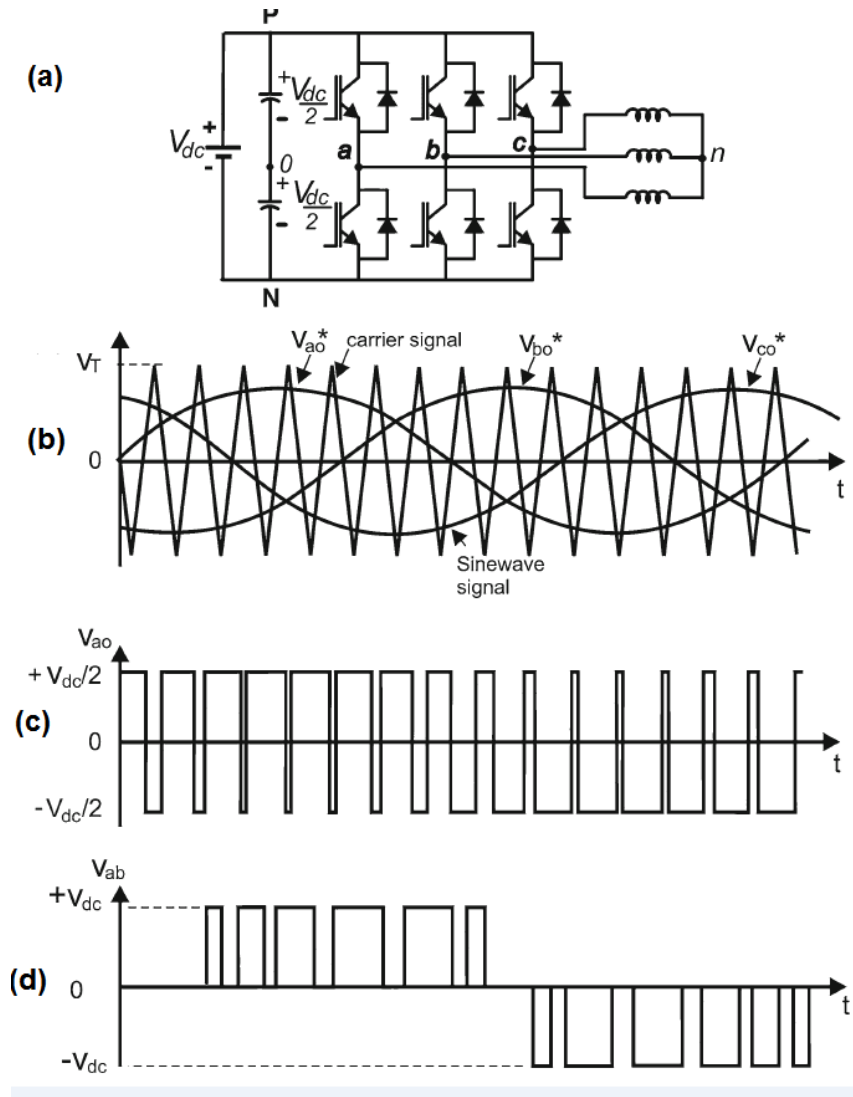 P
(a)
+ Vdc/2 -
Vdc + -
0
+ Vdc/2 -
a b c n
N
(b)
VT
Vao* carrier signal Vbo* Vco*
0
t
Sinewave
signal
(c)
Vao
+ Vdc/2
0
t
- Vdc/2
(d)
Vab
+Vdc
0
t
-Vdc